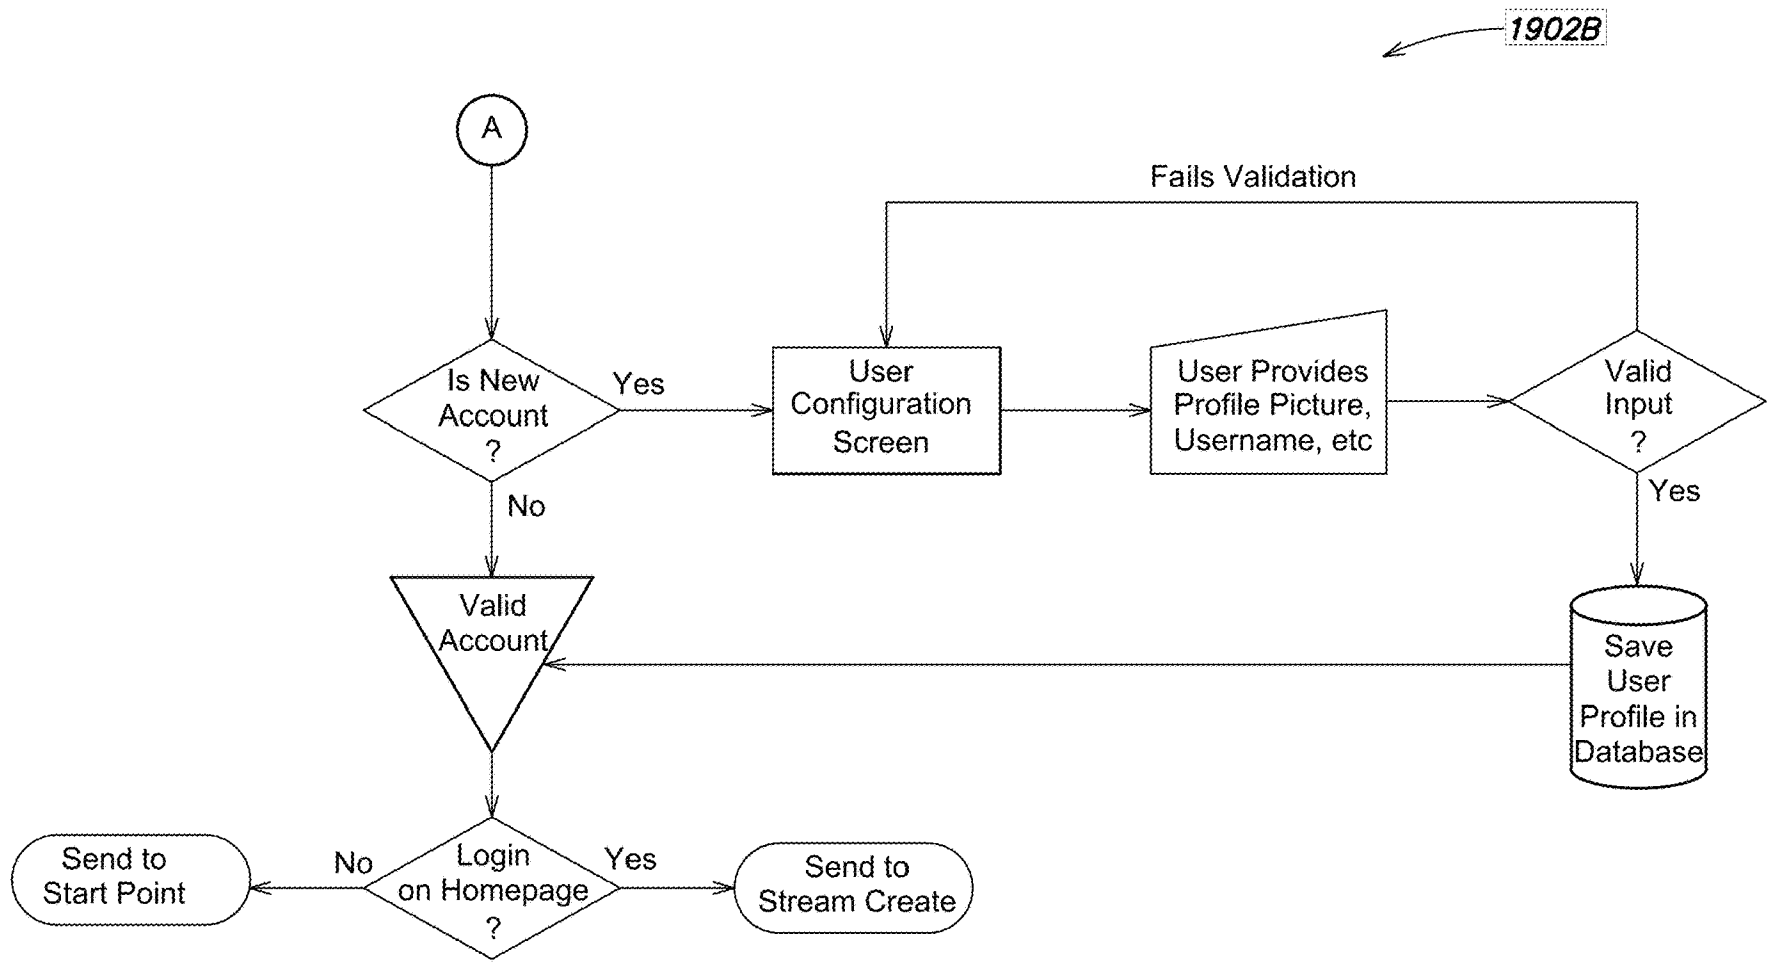 1902B
A
Fails Validation
Is New
Account
?
Yes
No
User
Configuration
Screen
User Provides
Profile Picture,
Username, etc
Valid
Input
?
Yes
Valid
Account
Save
User
Profile in
Database
Send to
Start Point
No
Login
on Homepage
?
Yes
Send to
Stream Create